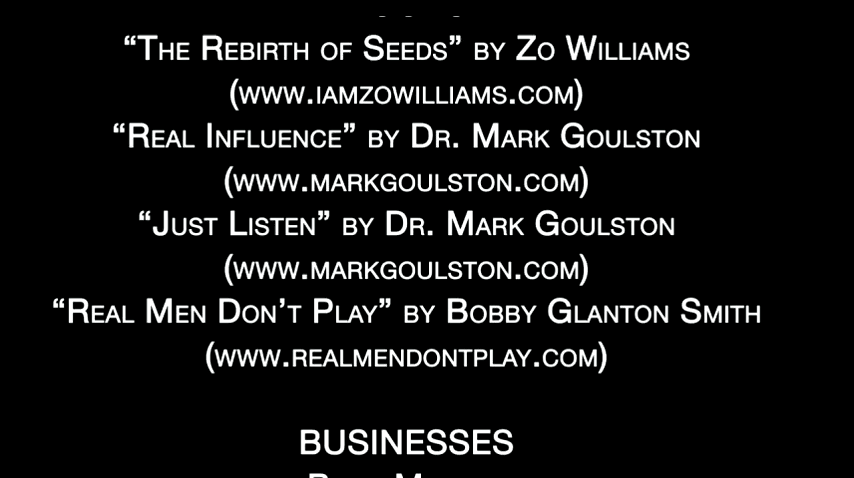 “The Rebirth of Seeds” by Zo Williams
(www.iamzowilliams.com)
“Real Influence” by Dr. Mark Goulston
(www.markgoulston.com)
“Just Listen” by Dr. Mark Goulston
(www.markgoulston.com)
“Real Men Don’t Play” by Bobby Glanton Smith
(www.realmendontplay.com)
BUSINESSES